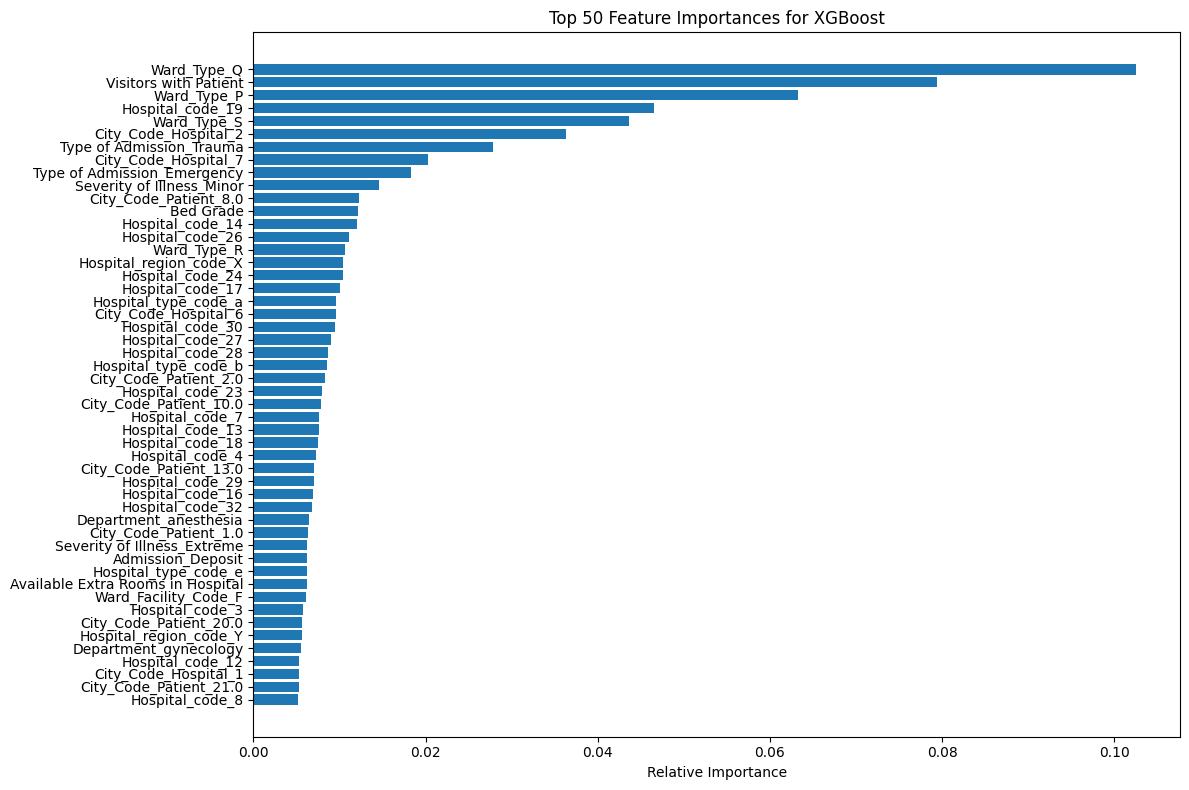 Top 50 Feature Importances for XGBoost
Ward_Type_Q
Visitors with Patient
Ward_Type_P
Hospital_code_19
Ward_Type_S
City_Code_Hospital_2
Type of Admission_Trauma
City_Code_Hospital_7
Type of Admission_Emergency
Severity of Illness_Minor
City_Code_Patient_8.0
Bed Grade
Hospital_code_14
Hospital_code_26
Ward_Type_R
Hospital_region_code_X
Hospital_code_24
Hospital_code_17
Hospital_type_code_a
City_Code_Hospital_6
Hospital_code_30
Hospital_code_27
Hospital_code_28
Hospital_type_code_b
City_Code_Patient_2.0
Hospital_code_23
City_Code_Patient_10.0
Hospital_code_7
Hospital_code_13
Hospital_code_18
Hospital_code_4
City_Code_Patient_13.0
Hospital_code_29
Hospital_code_16
Hospital_code_32
Department_anesthesia
City_Code_Patient_1.0
Severity of Illness_Extreme
Admission_Deposit
Hospital_type_code_e
Available Extra Rooms in Hospital
Ward_Facility_Code_F
Hospital_code_3
City_Code_Patient_20.0
Hospital_region_code_Y
Department_gynecology
Hospital_code_12
City_Code_Hospital_1
City_Code_Patient_21.0
Hospital_code_8
0.00 0.02 0.04 0.06 0.08 0.10
Relative Importance